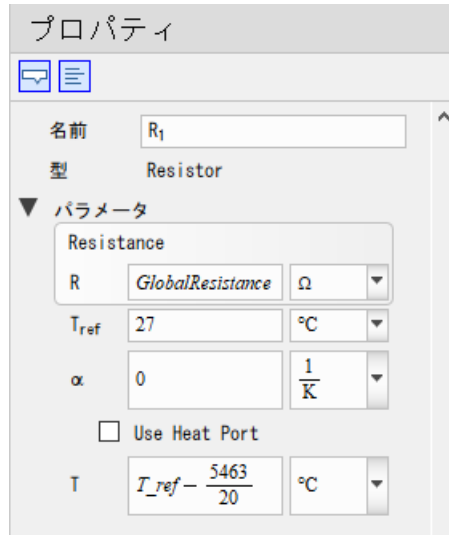 プロパティ
名前 R₁
型 Resistor
▼ パラメータ
Resistance
R GlobalResistance Ω
T_ref 27 °C
α 0 1/K
Use Heat Port
T T_ref − 5463/20 °C